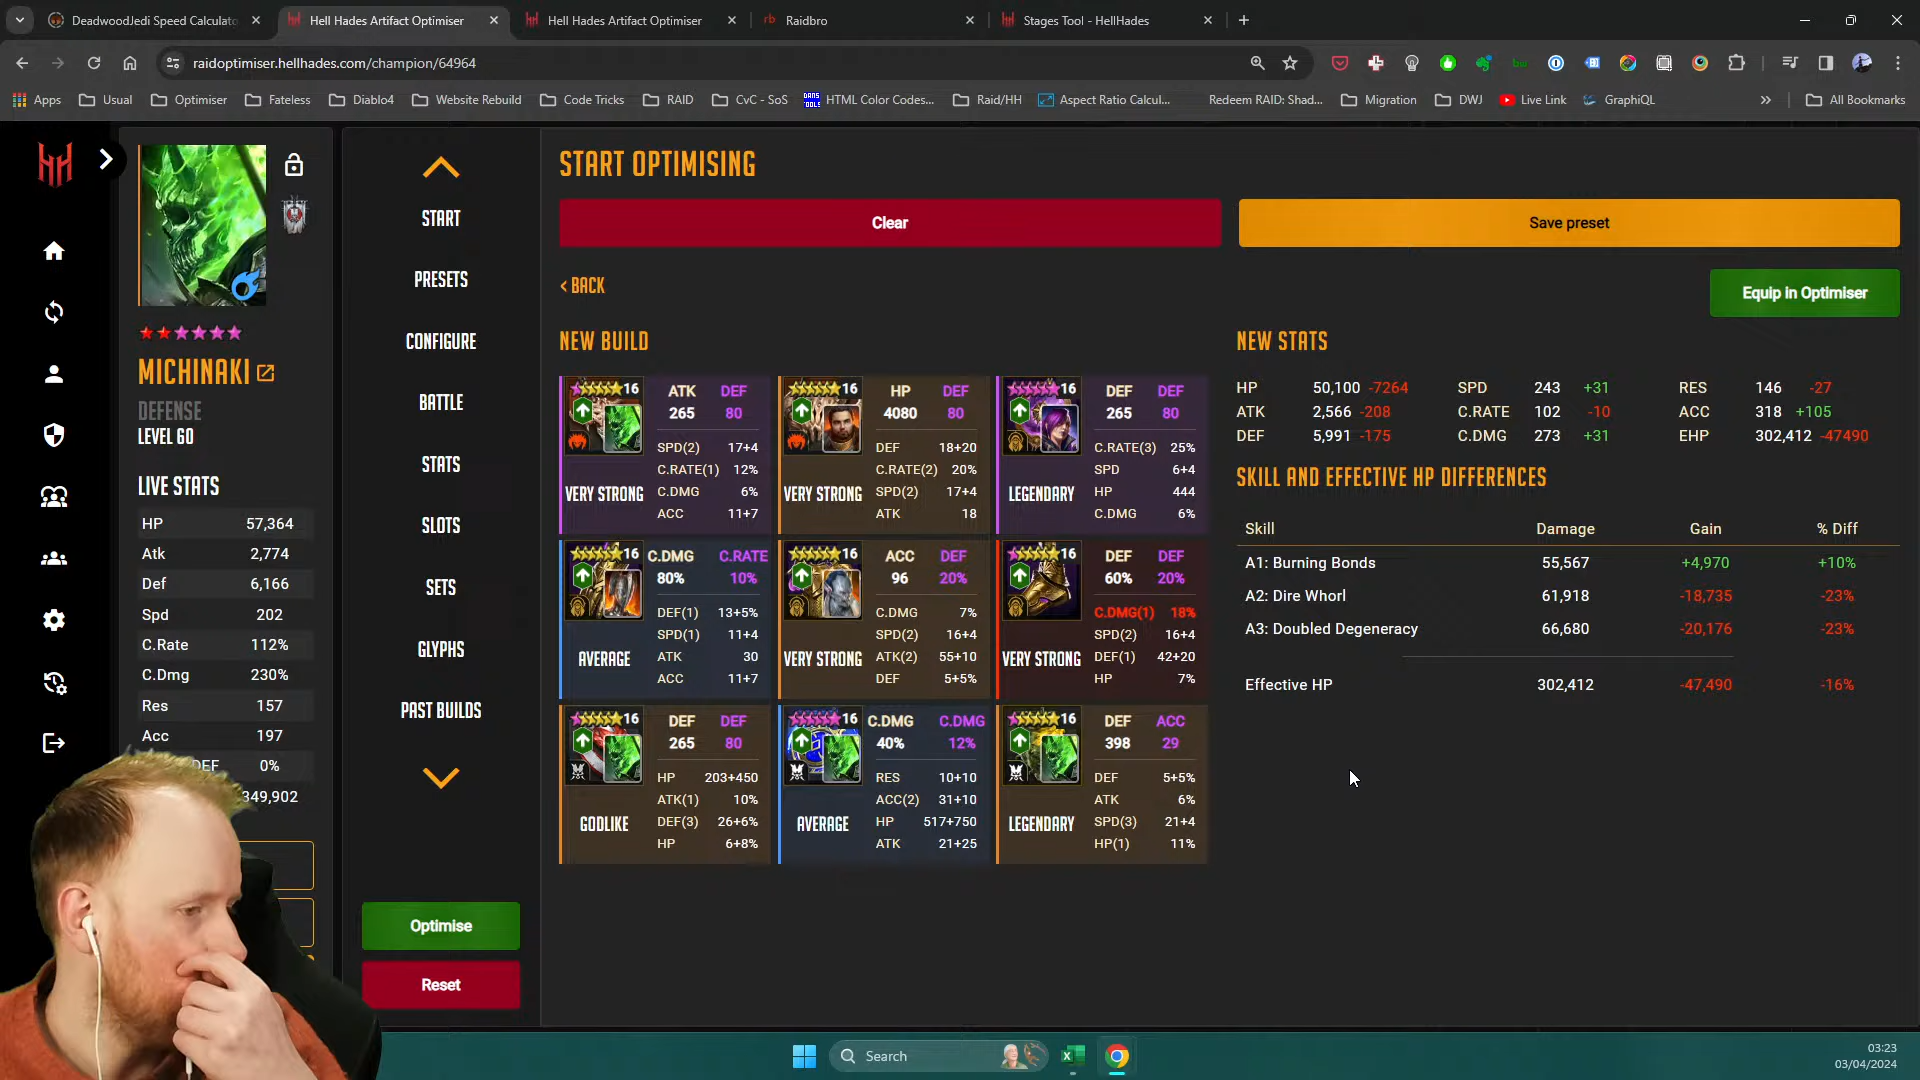 DeadwoodJedi Speed Calculato
Hell Hades Artifact Optimiser
Hell Hades Artifact Optimiser
rb Raidbro
Stages Tool - HellHades
raidoptimiser.hellhades.com/champion/64964
Apps
Usual
Optimiser
Fateless
Diablo4
Website Rebuild
Code Tricks
RAID
CvC - SoS
HTML Color Codes...
Raid/HH
Aspect Ratio Calcul...
Redeem RAID: Shad...
Migration
DWJ
Live Link
GraphiQL
All Bookmarks
MICHINAKI
DEFENSE
LEVEL 60
LIVE STATS
HP 57,364
Atk 2,774
Def 6,166
Spd 202
C.Rate 112%
C.Dmg 230%
Res 157
Acc 197
DEF 0%
349,902
START
PRESETS
CONFIGURE
BATTLE
STATS
SLOTS
SETS
GLYPHS
PAST BUILDS
Optimise
Reset
START OPTIMISING
Clear
Save preset
< BACK
Equip in Optimiser
NEW BUILD
16 ATK DEF
265 80
SPD(2) 17+4
C.RATE(1) 12%
C.DMG 6%
ACC 11+7
VERY STRONG
16 HP DEF
4080 80
DEF 18+20
C.RATE(2) 20%
SPD(2) 17+4
ATK 18
VERY STRONG
16 DEF DEF
265 80
C.RATE(3) 25%
SPD 6+4
HP 444
C.DMG 6%
LEGENDARY
16 C.DMG C.RATE
80% 10%
DEF(1) 13+5%
SPD(1) 11+4
ATK 30
ACC 11+7
AVERAGE
16 ACC DEF
96 20%
C.DMG 7%
SPD(2) 16+4
ATK(2) 55+10
DEF 5+5%
VERY STRONG
16 DEF DEF
60% 20%
C.DMG(1) 18%
SPD(2) 16+4
DEF(1) 42+20
HP 7%
VERY STRONG
16 DEF DEF
265 80
HP 203+450
ATK(1) 10%
DEF(3) 26+6%
HP 6+8%
GODLIKE
16 C.DMG C.DMG
40% 12%
RES 10+10
ACC(2) 31+10
HP 517+750
ATK 21+25
AVERAGE
16 DEF ACC
398 29
DEF 5+5%
ATK 6%
SPD(3) 21+4
HP(1) 11%
LEGENDARY
NEW STATS
HP 50,100 -7264 SPD 243 +31 RES 146 -27
ATK 2,566 -208 C.RATE 102 -10 ACC 318 +105
DEF 5,991 -175 C.DMG 273 +31 EHP 302,412 -47490
SKILL AND EFFECTIVE HP DIFFERENCES
Skill Damage Gain % Diff
A1: Burning Bonds 55,567 +4,970 +10%
A2: Dire Whorl 61,918 -18,735 -23%
A3: Doubled Degeneracy 66,680 -20,176 -23%
Effective HP 302,412 -47,490 -16%
Search
03:23
03/04/2024